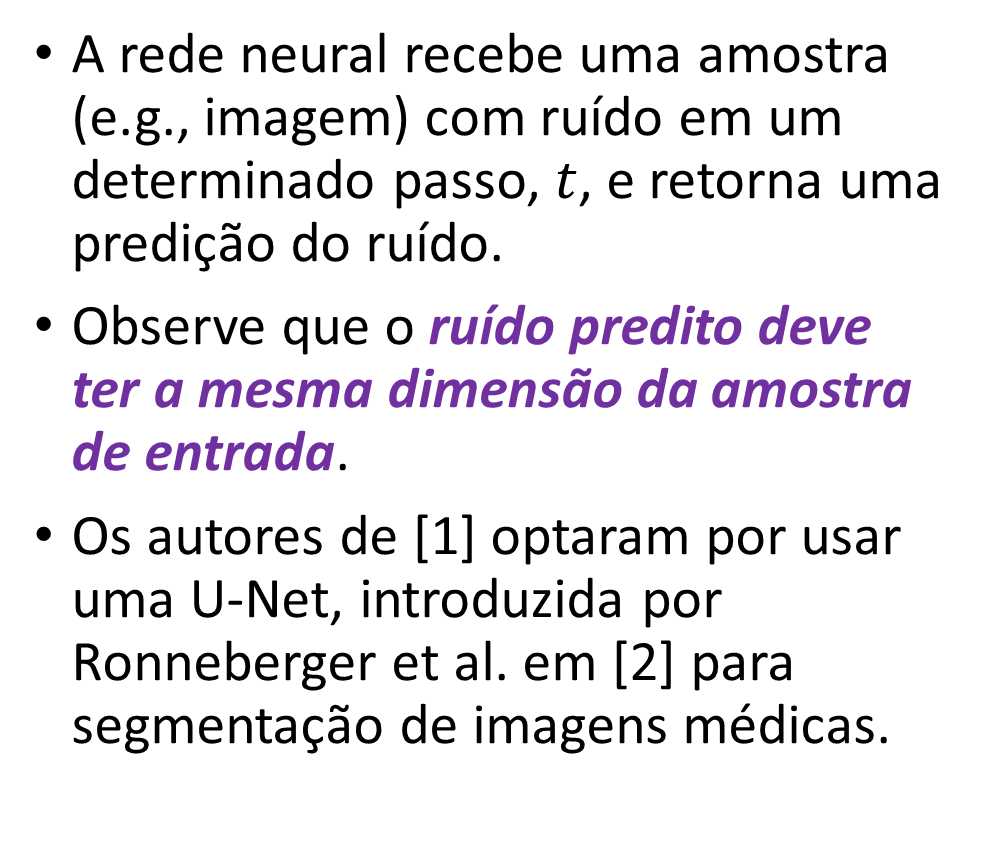 • A rede neural recebe uma amostra
(e.g., imagem) com ruído em um
determinado passo, t, e retorna uma
predição do ruído.
• Observe que o ruído predito deve
ter a mesma dimensão da amostra
de entrada.
• Os autores de [1] optaram por usar
uma U-Net, introduzida por
Ronneberger et al. em [2] para
segmentação de imagens médicas.